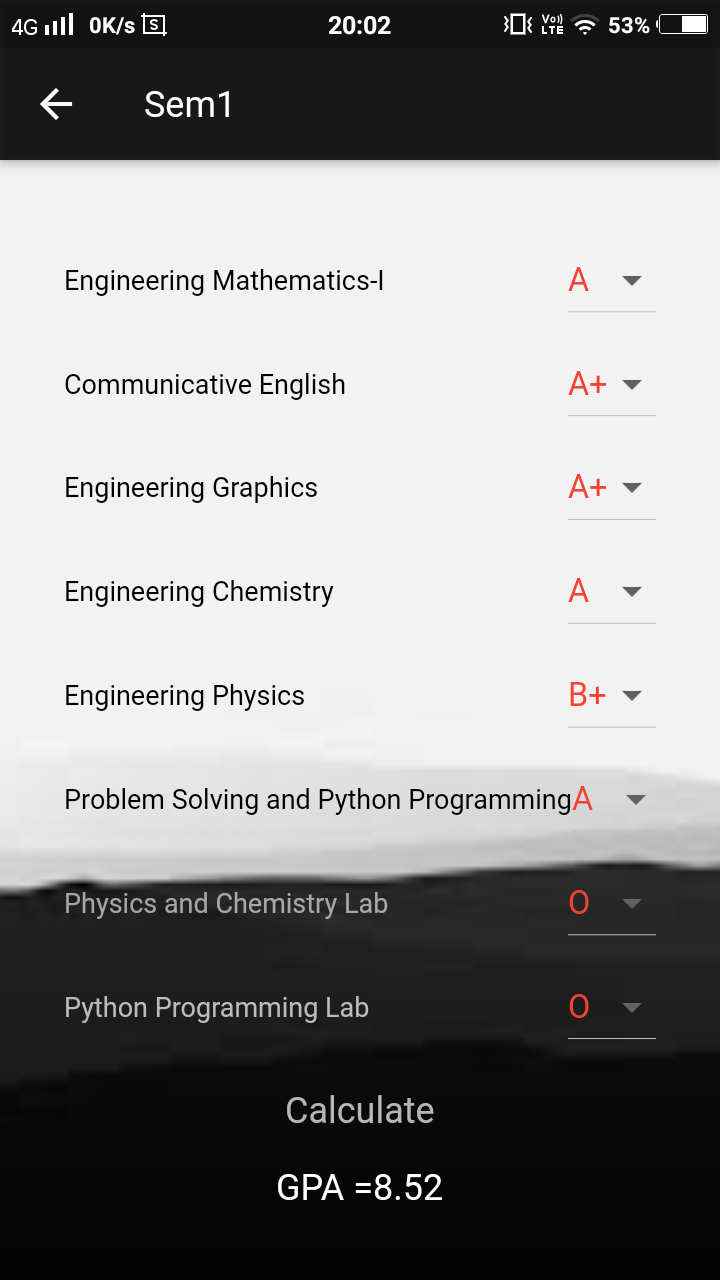 4G 0K/s S 20:02 Vo)) LTE 53%
Sem1
Engineering Mathematics-I A
Communicative English A+
Engineering Graphics A+
Engineering Chemistry A
Engineering Physics B+
Problem Solving and Python Programming A
Physics and Chemistry Lab O
Python Programming Lab O
Calculate
GPA =8.52